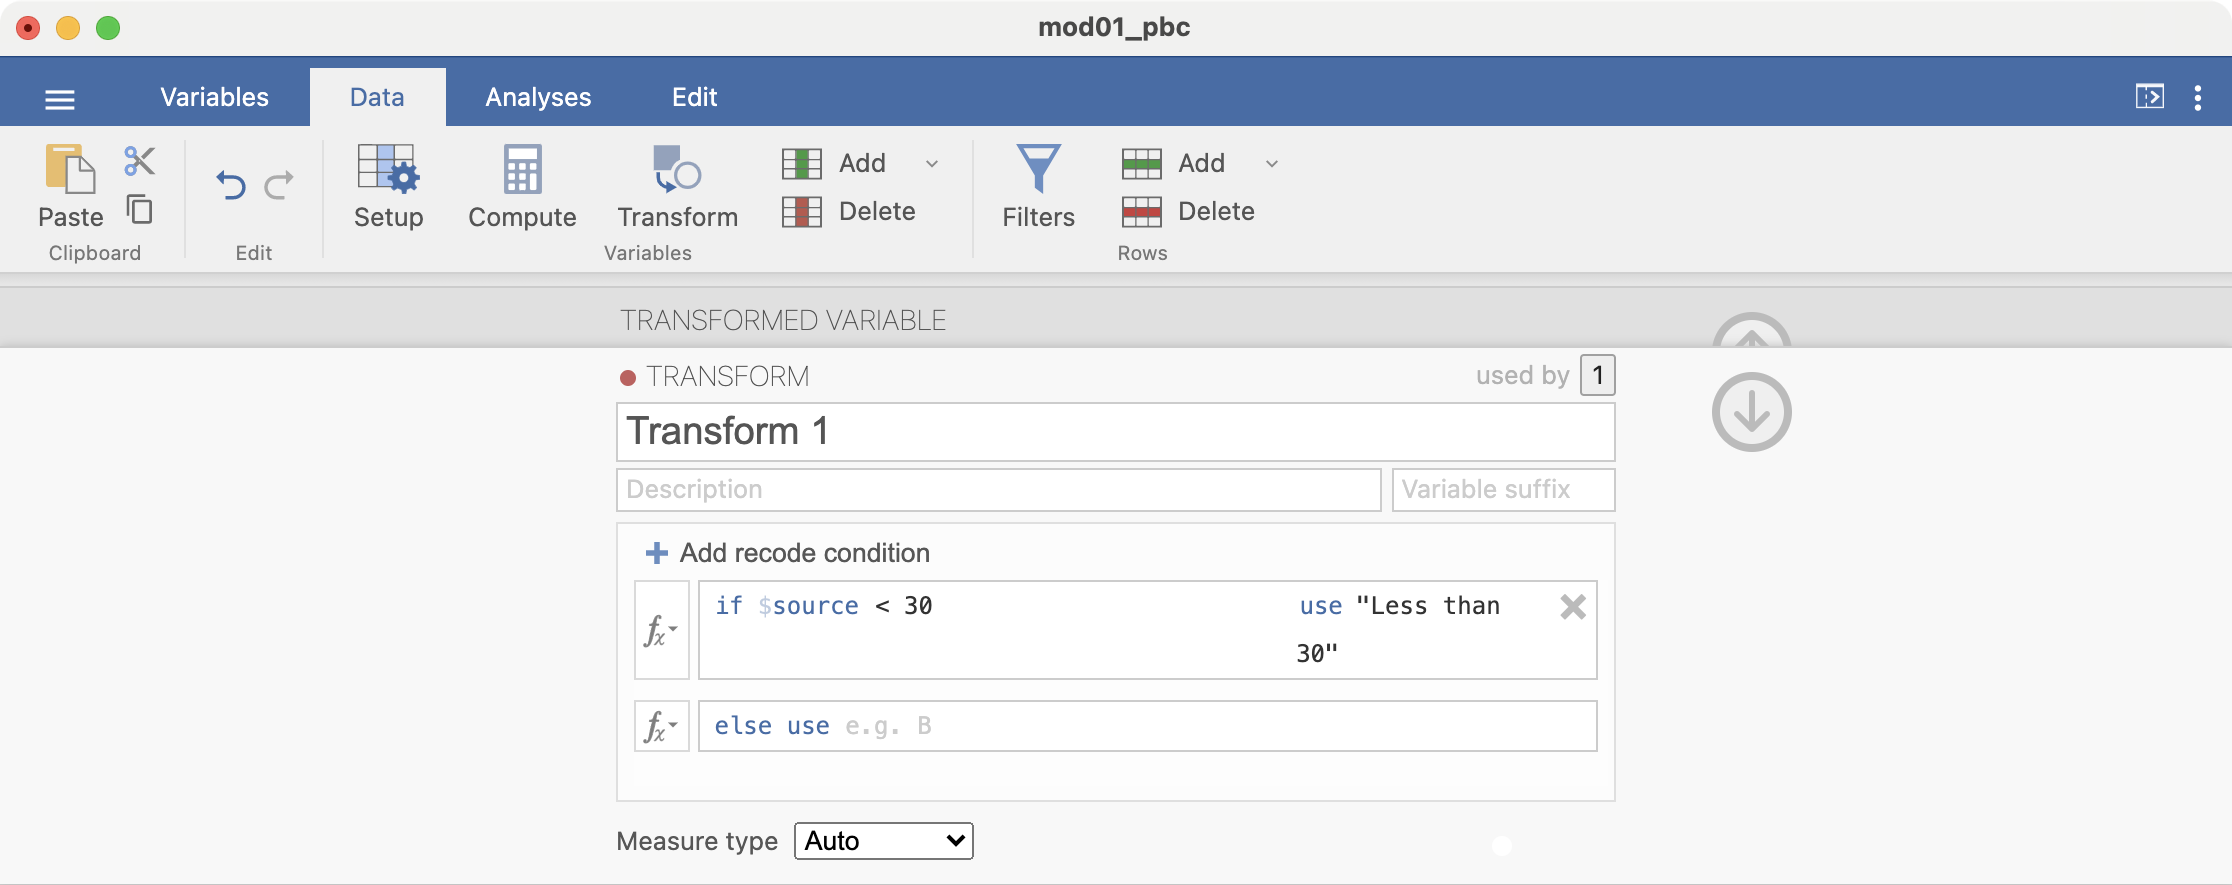 mod01_pbc
Variables Data Analyses Edit
Paste
Clipboard
Edit
Setup Compute Transform Add Delete
Variables
Filters Add Delete
Rows
TRANSFORMED VARIABLE
TRANSFORM used by 1
Transform 1
Description Variable suffix
Add recode condition
fx if $source < 30 use "Less than
30"
fx else use e.g. B
Measure type Auto